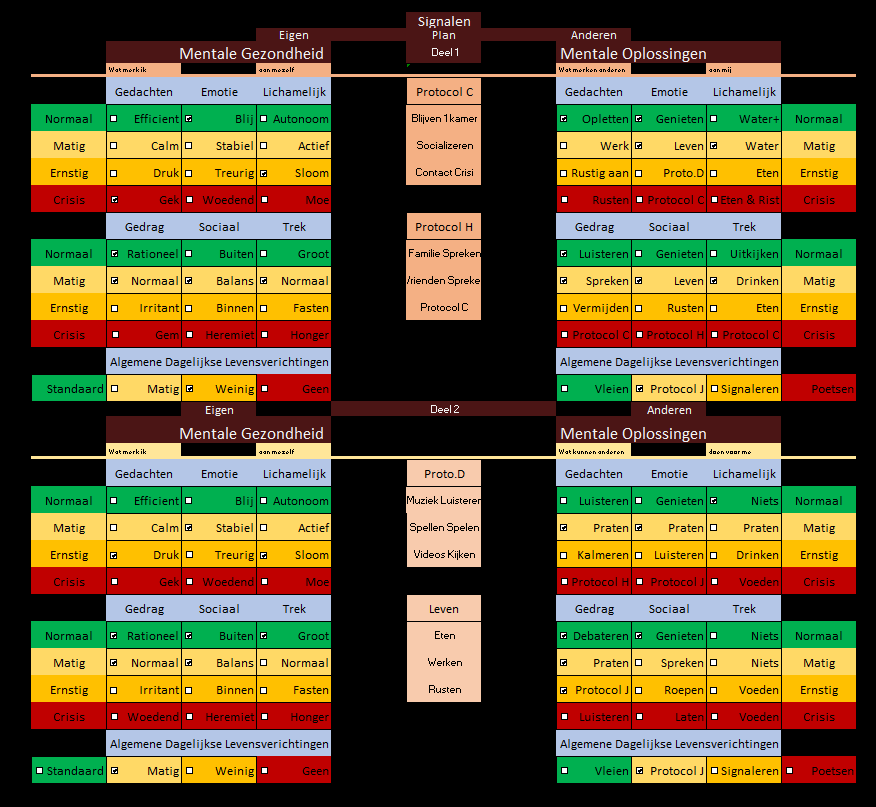 Signalen
Eigen Plan Anderen
Mentale Gezondheid Deel 1 Mentale Oplossingen
Wat merk ik aan mezelf Wat merken anderen aan mij
Gedachten Emotie Lichamelijk Protocol C Gedachten Emotie Lichamelijk
Normaal Efficient Blij Autonoom Blijven 1 kamer Opletten Genieten Water+ Normaal
Matig Calm Stabiel Actief Socializeren Werk Leven Water Matig
Ernstig Druk Treurig Sloom Contact Crisi Rustig aan Proto.D Eten Ernstig
Crisis Gek Woedend Moe Rusten Protocol C Eten & Rist Crisis
Gedrag Sociaal Trek Protocol H Gedrag Sociaal Trek
Normaal Rationeel Buiten Groot Familie Spreken Luisteren Genieten Uitkijken Normaal
Matig Normaal Balans Normaal Vrienden Spreke Spreken Leven Drinken Matig
Ernstig Irritant Binnen Fasten Protocol C Vermijden Rusten Eten Ernstig
Crisis Gem Heremiet Honger Protocol C Protocol H Protocol C Crisis
Algemene Dagelijkse Levensverichtingen Algemene Dagelijkse Levensverichtingen
Standaard Matig Weinig Geen Vleien Protocol J Signaleren Poetsen
Eigen Deel 2 Anderen
Mentale Gezondheid Mentale Oplossingen
Wat merk ik aan mezelf Wat kunnen anderen doen voor me
Gedachten Emotie Lichamelijk Proto.D Gedachten Emotie Lichamelijk
Normaal Efficient Blij Autonoom Muziek Luisteren Luisteren Genieten Niets Normaal
Matig Calm Stabiel Actief Spellen Spelen Praten Praten Praten Matig
Ernstig Druk Treurig Sloom Videos Kijken Kalmeren Luisteren Drinken Ernstig
Crisis Gek Woedend Moe Protocol H Protocol J Voeden Crisis
Gedrag Sociaal Trek Leven Gedrag Sociaal Trek
Normaal Rationeel Buiten Groot Eten Debateren Genieten Niets Normaal
Matig Normaal Balans Normaal Werken Praten Spreken Niets Matig
Ernstig Irritant Binnen Fasten Rusten Protocol J Roepen Voeden Ernstig
Crisis Woedend Heremiet Honger Luisteren Laten Voeden Crisis
Algemene Dagelijkse Levensverichtingen Algemene Dagelijkse Levensverichtingen
Standaard Matig Weinig Geen Vleien Protocol J Signaleren Poetsen